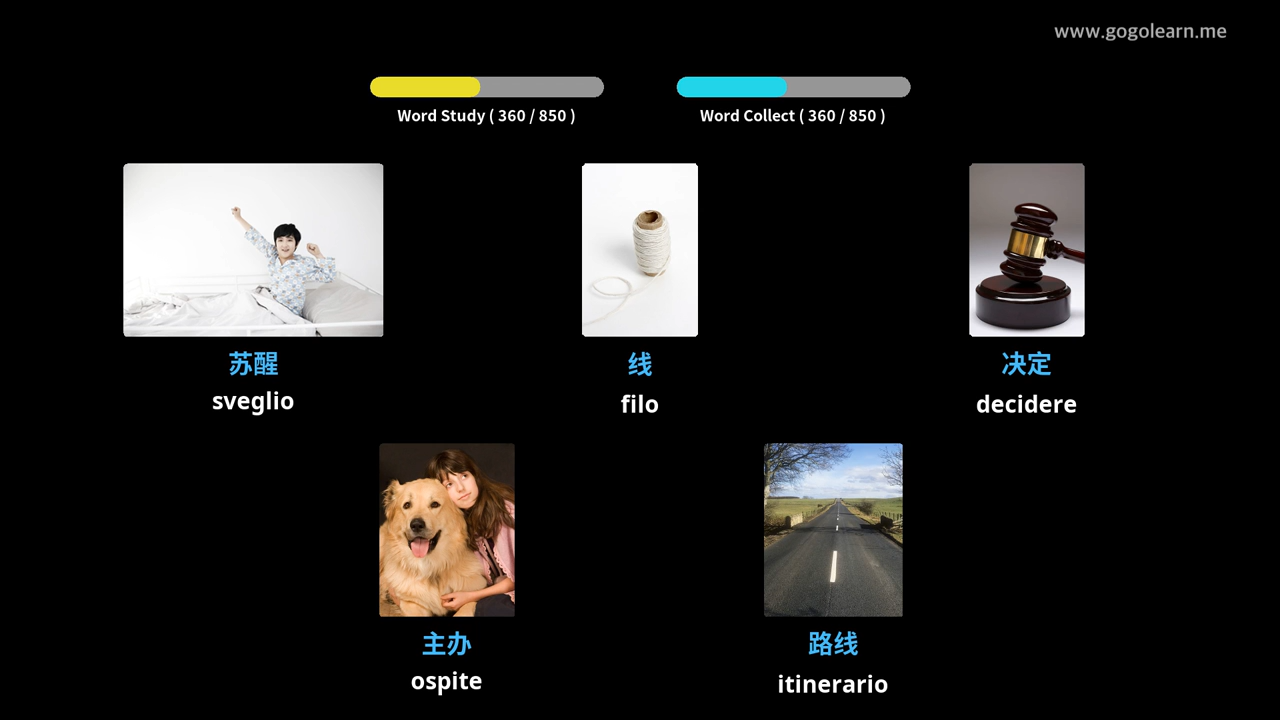 www.gogolearn.me
Word Study ( 360 / 850 )
Word Collect ( 360 / 850 )
苏醒
sveglio
线
filo
决定
decidere
主办
ospite
路线
itinerario